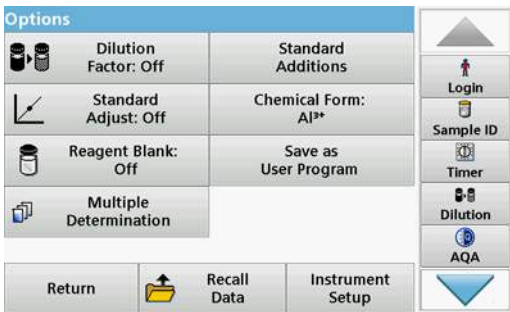 Options
Dilution
Factor: Off
Standard
Additions
Standard
Adjust: Off
Chemical Form:
Al³⁺
Reagent Blank:
Off
Save as
User Program
Multiple
Determination
Return
Recall
Data
Instrument
Setup
Login
Sample ID
Timer
Dilution
AQA